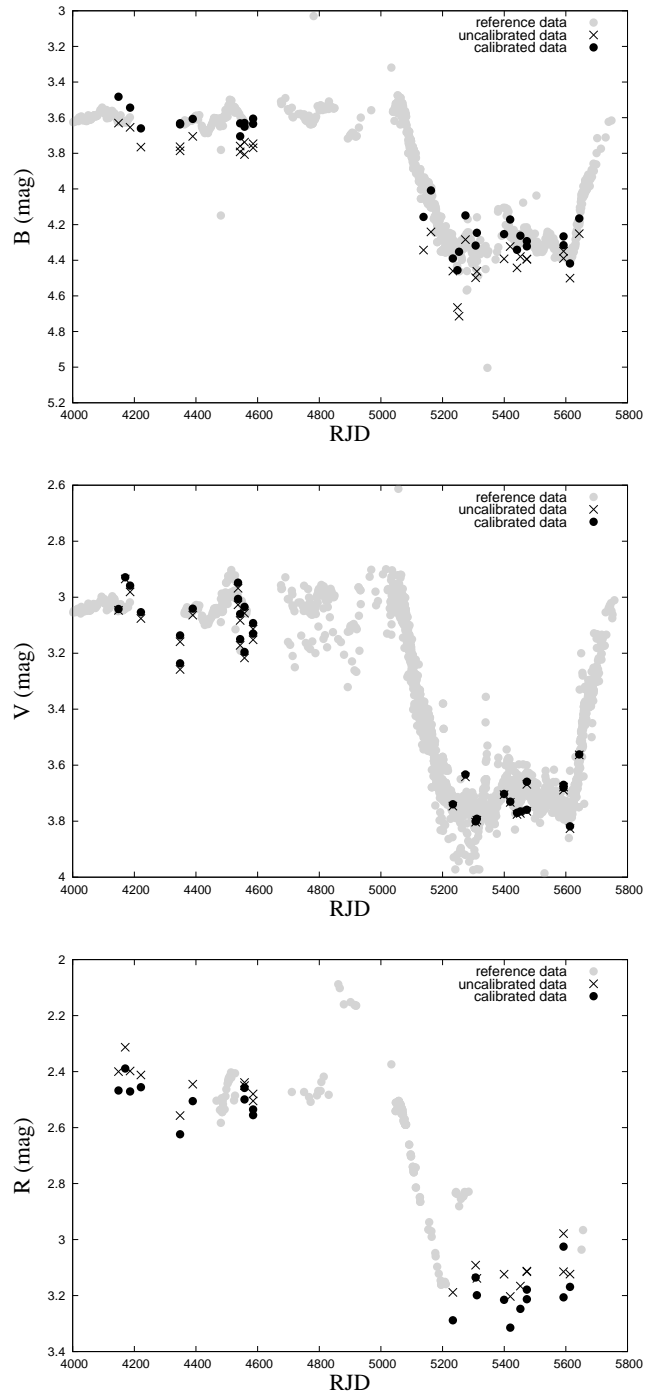 3
3.2
3.4
3.6
3.8
4
4.2
4.4
4.6
4.8
5
5.2
B (mag)
reference data
uncalibrated data
calibrated data
4000 4200 4400 4600 4800 5000 5200 5400 5600 5800
RJD
2.6
2.8
3
3.2
3.4
3.6
3.8
4
V (mag)
reference data
uncalibrated data
calibrated data
4000 4200 4400 4600 4800 5000 5200 5400 5600 5800
RJD
2
2.2
2.4
2.6
2.8
3
3.2
3.4
R (mag)
reference data
uncalibrated data
calibrated data
4000 4200 4400 4600 4800 5000 5200 5400 5600 5800
RJD